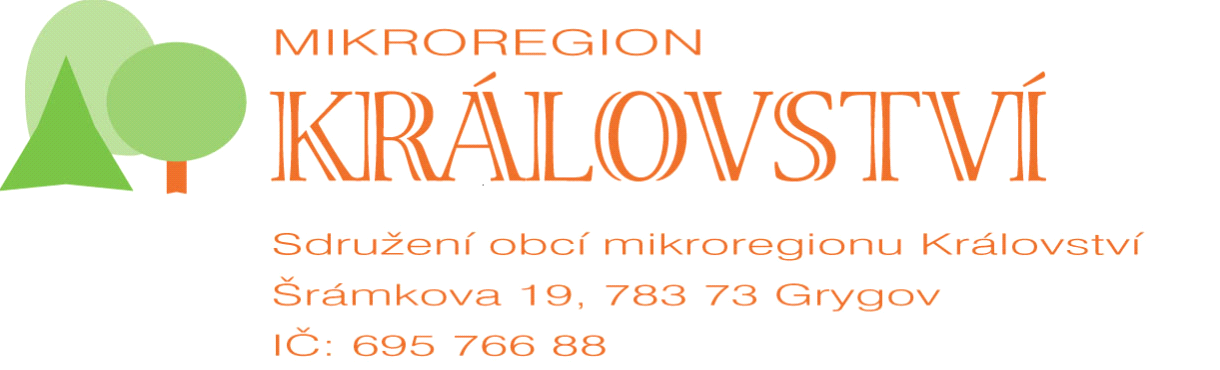 MIKROREGION
KRÁLOVSTVÍ
Sdružení obcí mikroregionu Království
Šrámkova 19, 783 73 Grygov
IČ: 695 766 88